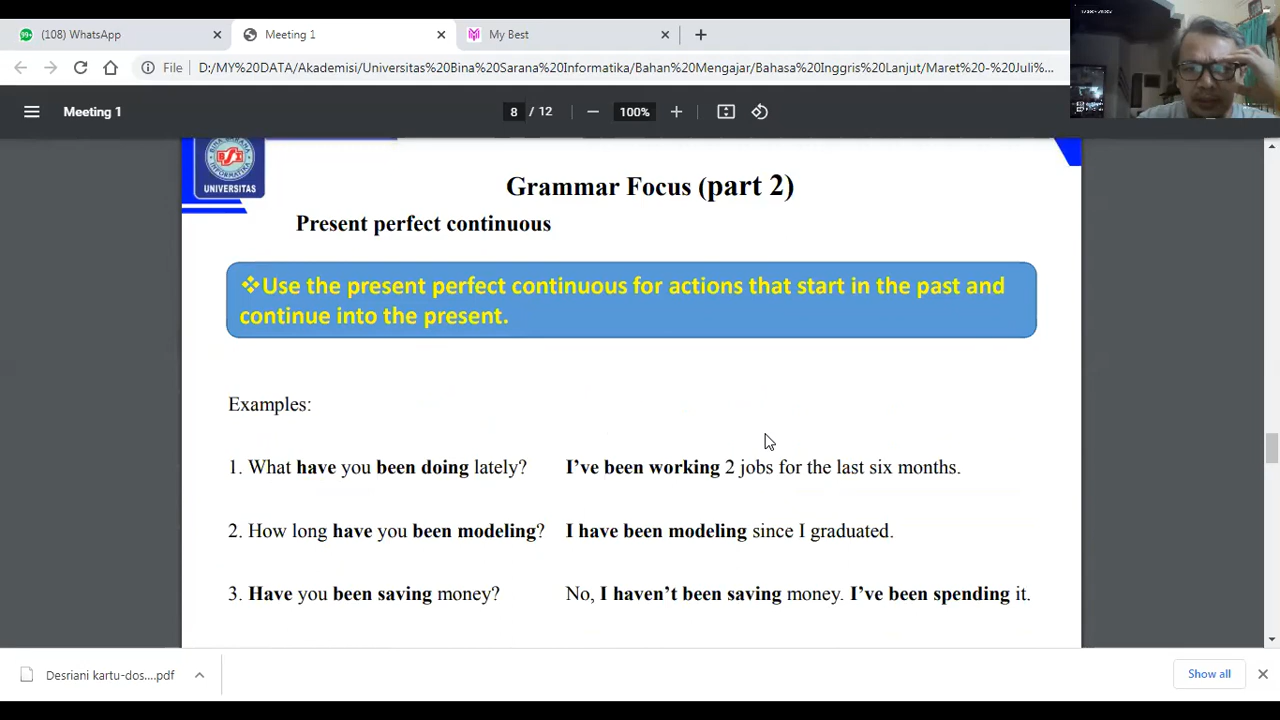 (108) WhatsApp
Meeting 1
My Best
File
D:/MY%20DATA/Akademisi/Universitas%20Bina%20Sarana%20Informatika/Bahan%20Mengajar/Bahasa%20Inggris%20Lanjut/Maret%20-%20Juli%...
Meeting 1
8 / 12
100%
BSI
UNIVERSITAS
Grammar Focus (part 2)
Present perfect continuous
❖Use the present perfect continuous for actions that start in the past and
continue into the present.
Examples:
1. What have you been doing lately? I’ve been working 2 jobs for the last six months.
2. How long have you been modeling? I have been modeling since I graduated.
3. Have you been saving money? No, I haven’t been saving money. I’ve been spending it.
Desriani kartu-dos....pdf
Show all